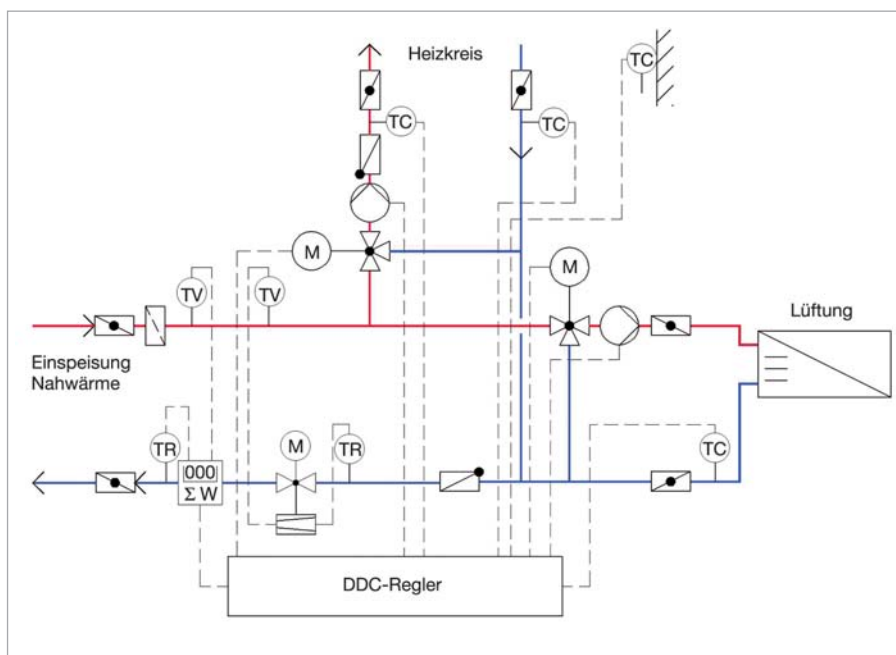 Heizkreis
TC
TC
TC
M
M
TV
TV
Lüftung
Einspeisung
Nahwärme
TR
M
TR
TC
000
Σ W
DDC-Regler